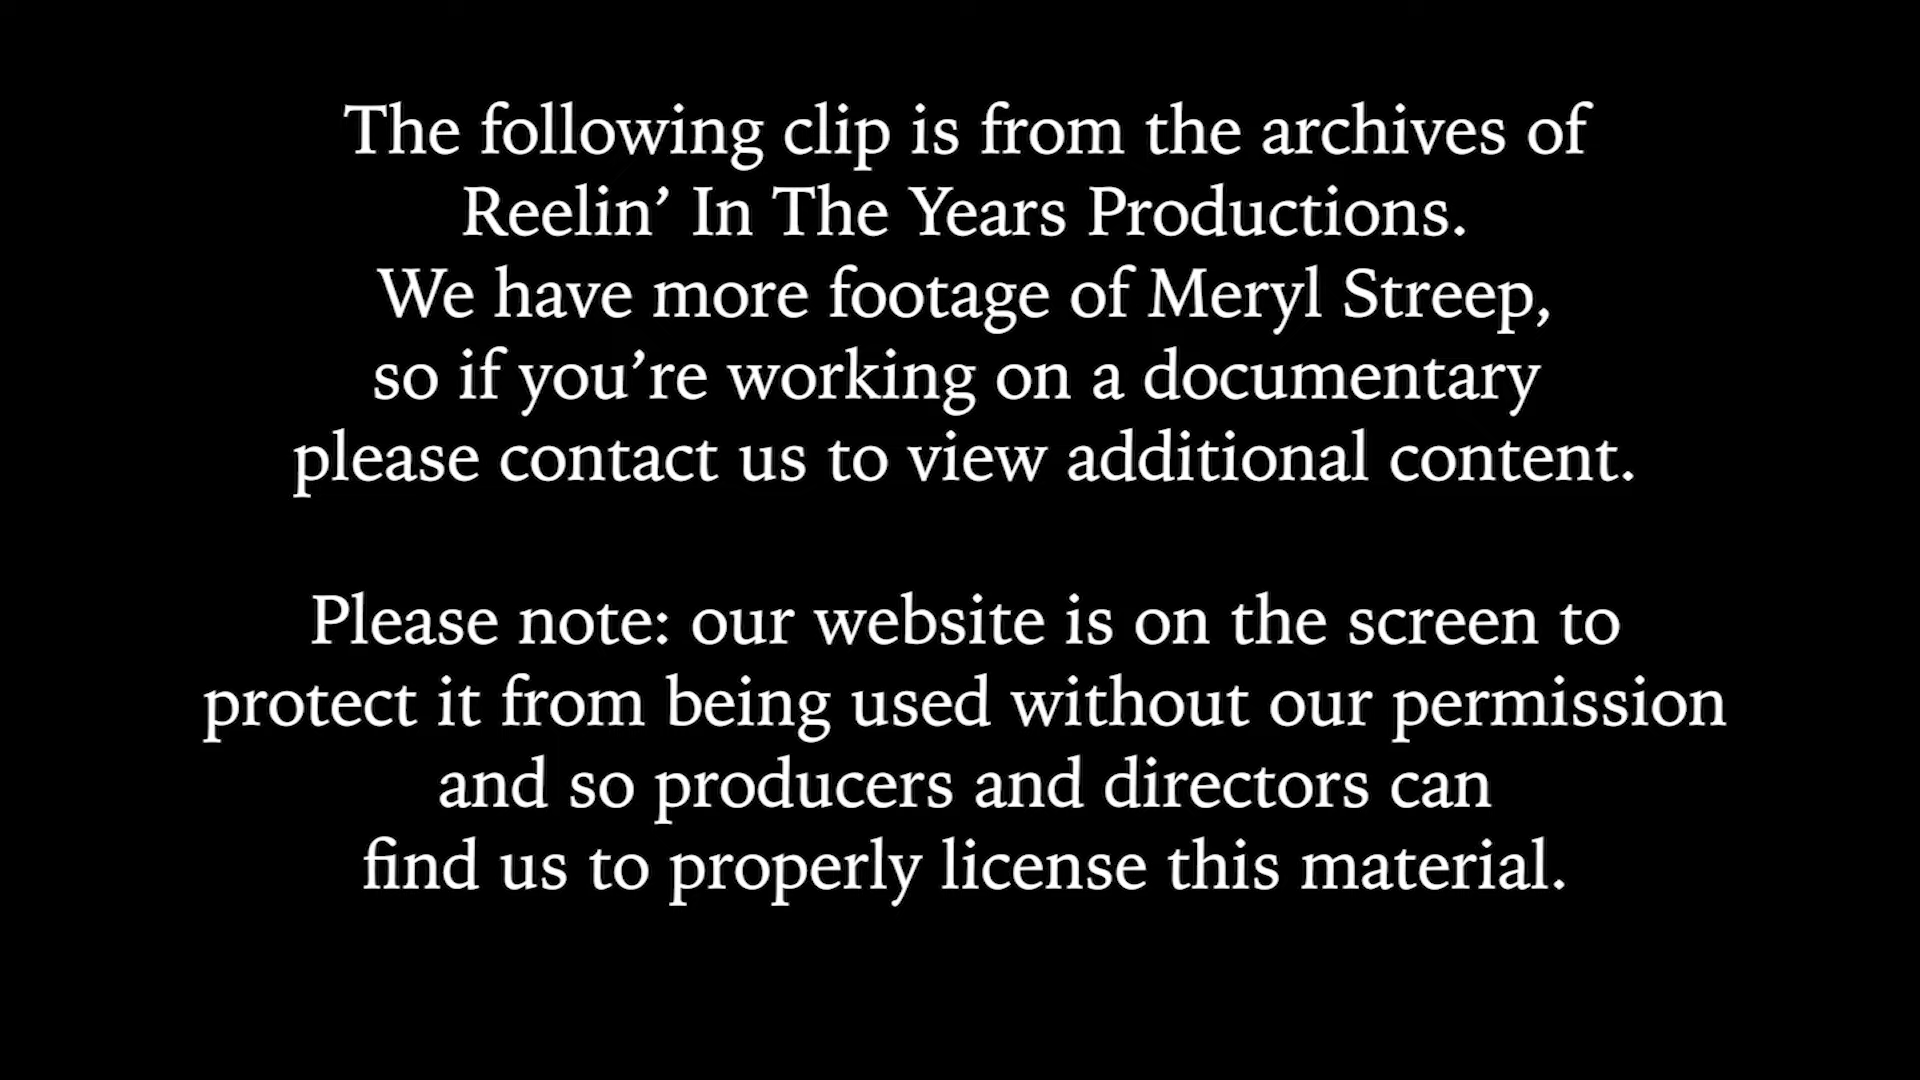 The following clip is from the archives of
Reelin’ In The Years Productions.
We have more footage of Meryl Streep,
so if you’re working on a documentary
please contact us to view additional content.
Please note: our website is on the screen to
protect it from being used without our permission
and so producers and directors can
find us to properly license this material.